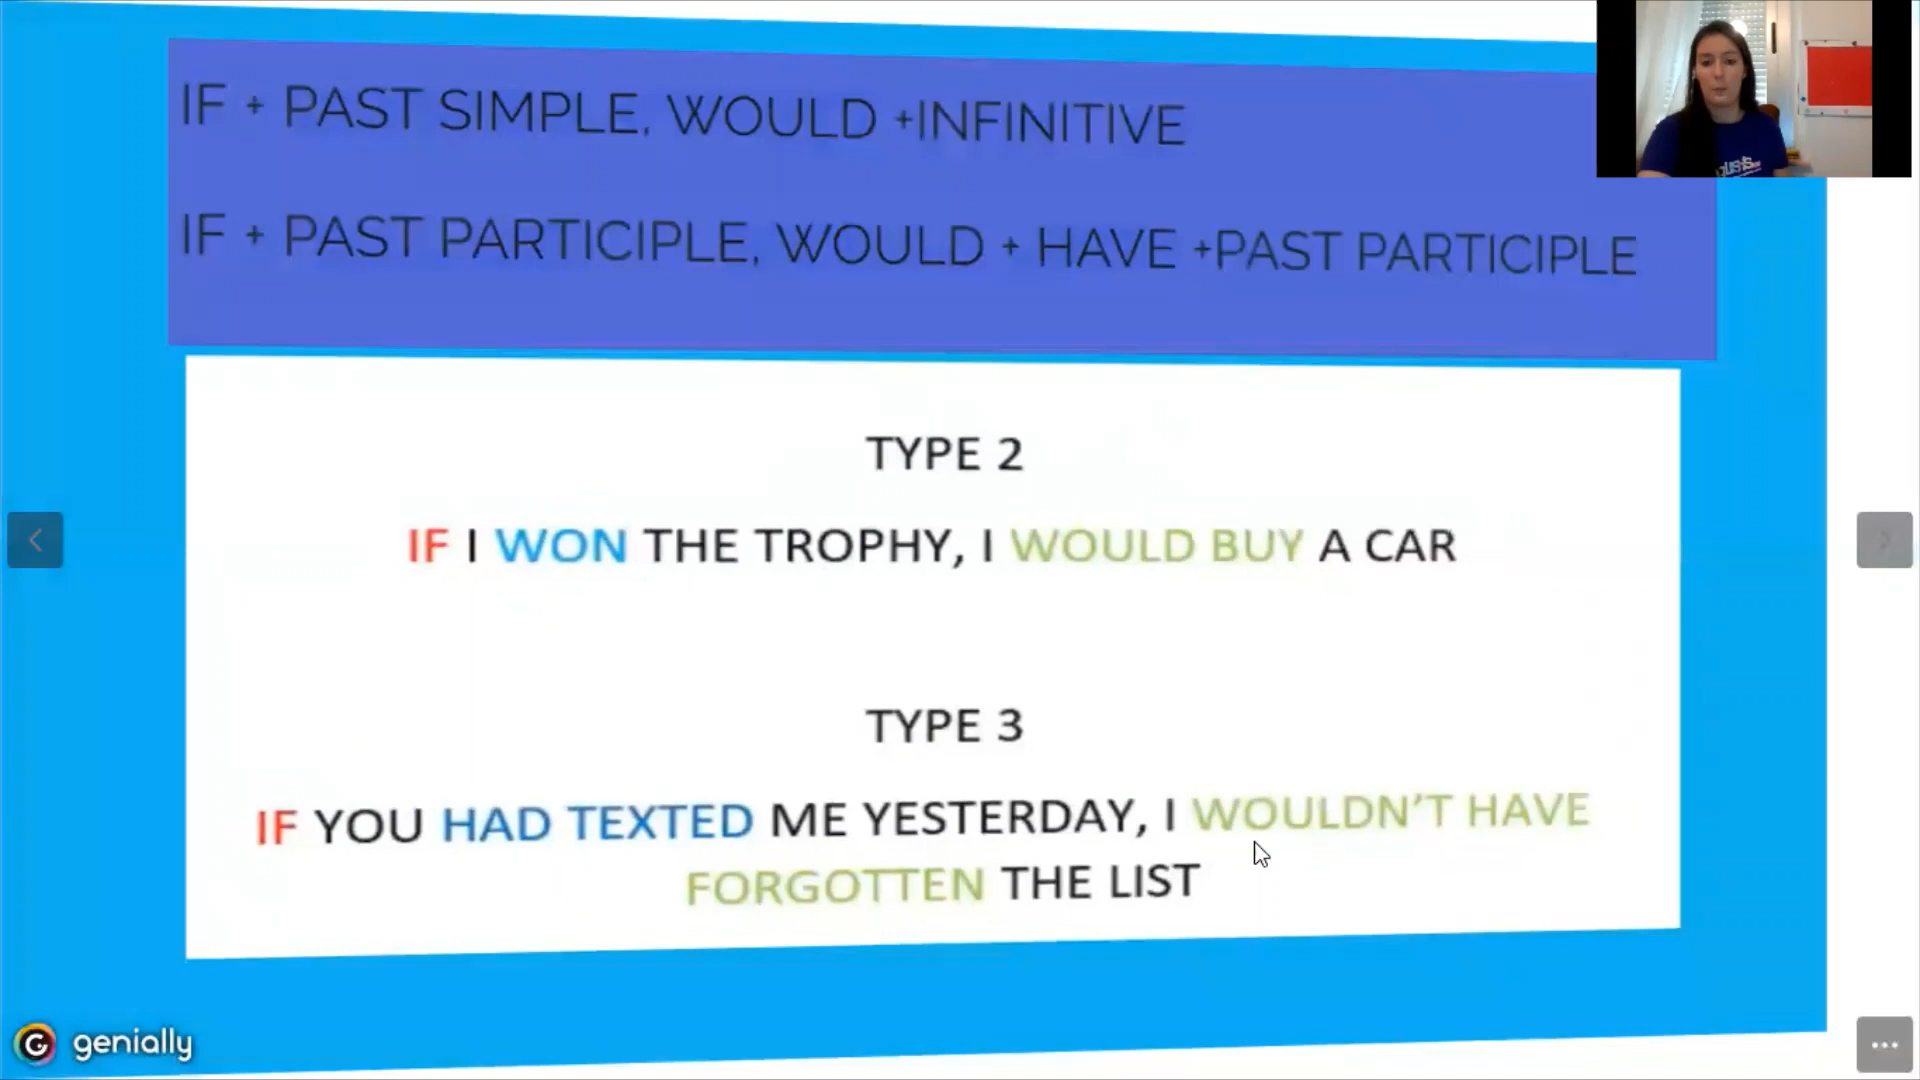 IF + PAST SIMPLE, WOULD +INFINITIVE
IF + PAST PARTICIPLE, WOULD + HAVE +PAST PARTICIPLE
TYPE 2
IF I WON THE TROPHY, I WOULD BUY A CAR
TYPE 3
IF YOU HAD TEXTED ME YESTERDAY, I WOULDN'T HAVE
FORGOTTEN THE LIST
genially